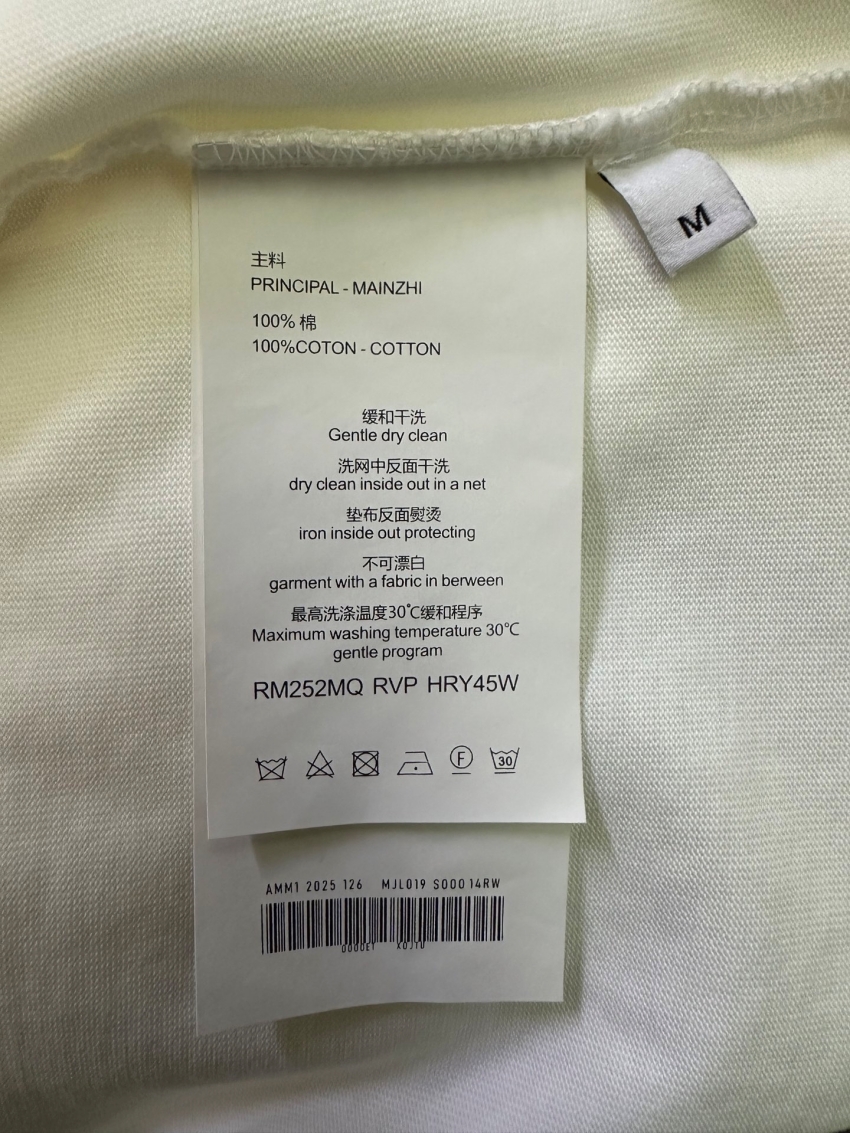 M
主料
PRINCIPAL - MAINZHI
100% 棉
100%COTON - COTTON
缓和干洗
Gentle dry clean
洗网中反面干洗
dry clean inside out in a net
垫布反面熨烫
iron inside out protecting
不可漂白
garment with a fabric in berween
最高洗涤温度30℃缓和程序
Maximum washing temperature 30℃
gentle program
RM252MQ RVP HRY45W
F
30
AMM1 2025 126 MJL019 S000 14RW